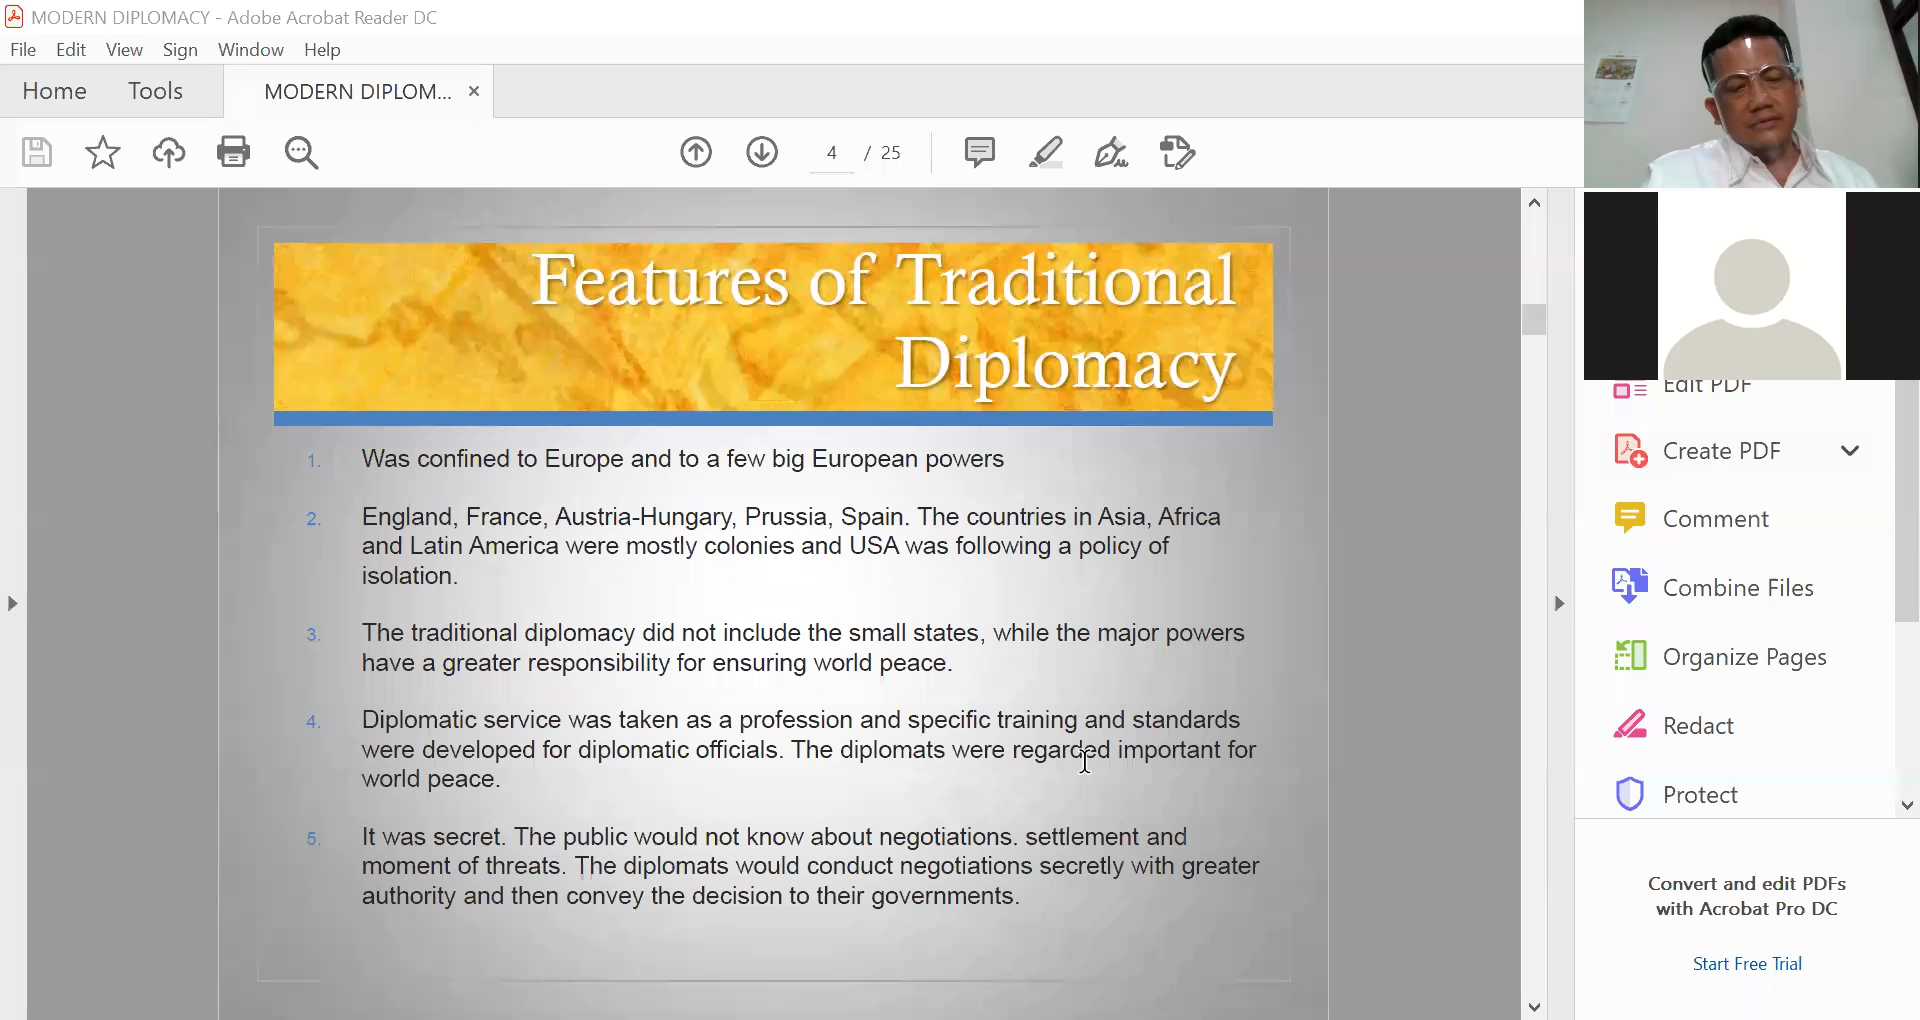 MODERN DIPLOMACY - Adobe Acrobat Reader DC
File Edit View Sign Window Help
Home Tools MODERN DIPLOM... ×
4 / 25
Features of Traditional
Diplomacy
1. Was confined to Europe and to a few big European powers
2. England, France, Austria-Hungary, Prussia, Spain. The countries in Asia, Africa
and Latin America were mostly colonies and USA was following a policy of
isolation.
3. The traditional diplomacy did not include the small states, while the major powers
have a greater responsibility for ensuring world peace.
4. Diplomatic service was taken as a profession and specific training and standards
were developed for diplomatic officials. The diplomats were regarded important for
world peace.
5. It was secret. The public would not know about negotiations. settlement and
moment of threats. The diplomats would conduct negotiations secretly with greater
authority and then convey the decision to their governments.
Edit PDF
Create PDF
Comment
Combine Files
Organize Pages
Redact
Protect
Convert and edit PDFs
with Acrobat Pro DC
Start Free Trial